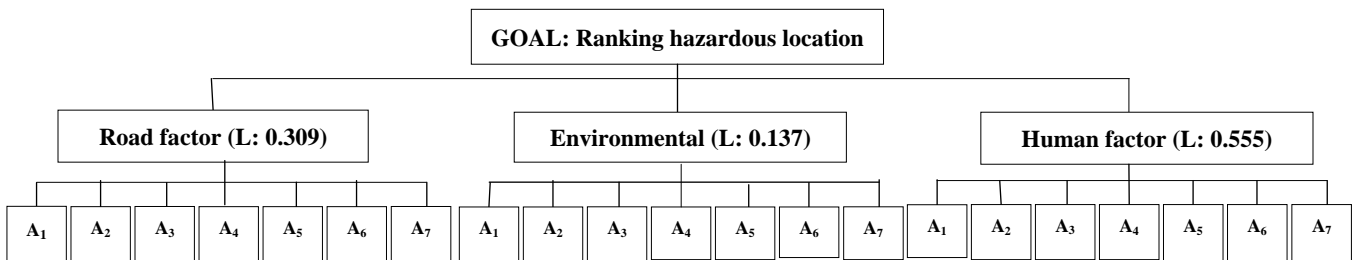 GOAL: Ranking hazardous location
Road factor (L: 0.309) Environmental (L: 0.137) Human factor (L: 0.555)
A₁ A₂ A₃ A₄ A₅ A₆ A₇ A₁ A₂ A₃ A₄ A₅ A₆ A₇ A₁ A₂ A₃ A₄ A₅ A₆ A₇